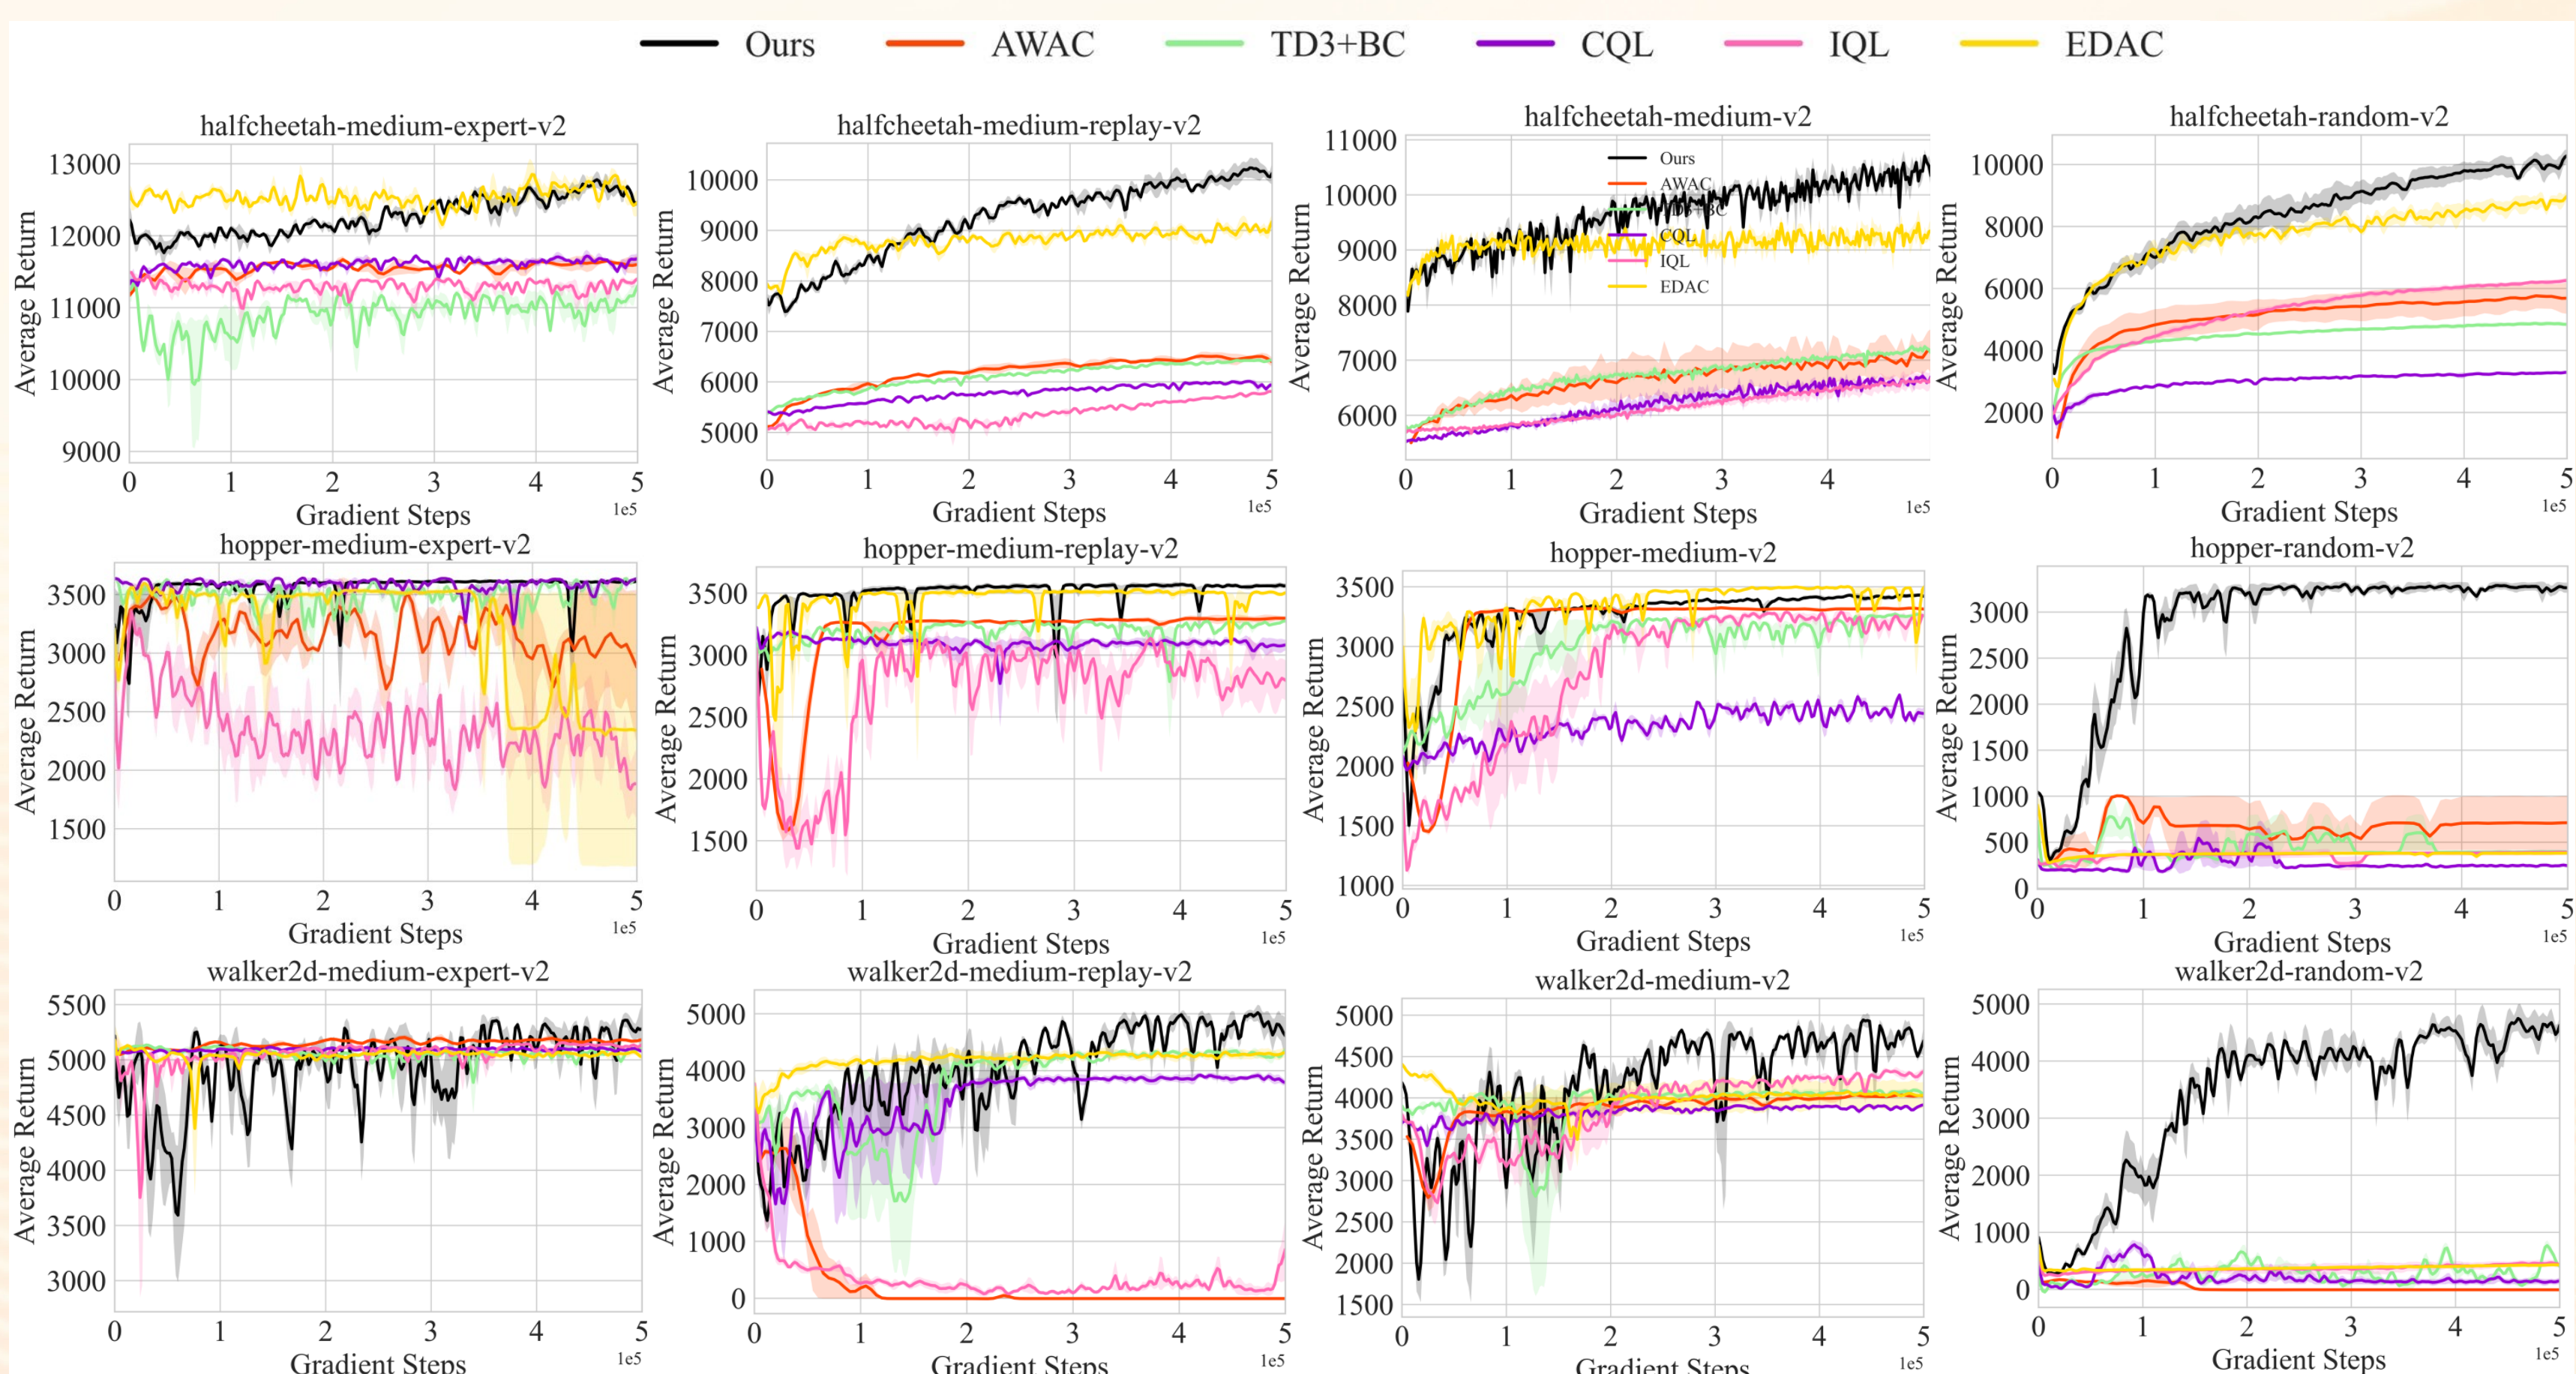 Ours AWAC TD3+BC CQL IQL EDAC
halfcheetah-medium-expert-v2
13000
12000
11000
10000
9000
Average Return
0 1 2 3 4 5
1e5
Gradient Steps
halfcheetah-medium-replay-v2
10000
9000
8000
7000
6000
5000
Average Return
0 1 2 3 4 5
1e5
Gradient Steps
halfcheetah-medium-v2
11000
10000
9000
8000
7000
6000
Average Return
Ours
AWAC
TD3+BC
CQL
IQL
EDAC
0 1 2 3 4
1e5
Gradient Steps
halfcheetah-random-v2
10000
8000
6000
4000
2000
Average Return
0 1 2 3 4 5
1e5
Gradient Steps
hopper-medium-expert-v2
3500
3000
2500
2000
1500
Average Return
0 1 2 3 4 5
1e5
Gradient Steps
hopper-medium-replay-v2
3500
3000
2500
2000
1500
Average Return
0 1 2 3 4 5
1e5
Gradient Steps
hopper-medium-v2
3500
3000
2500
2000
1500
1000
Average Return
0 1 2 3 4 5
1e5
Gradient Steps
hopper-random-v2
3000
2500
2000
1500
1000
500
0
Average Return
0 1 2 3 4 5
1e5
Gradient Steps
walker2d-medium-expert-v2
5500
5000
4500
4000
3500
3000
Average Return
0 1 2 3 4 5
1e5
Gradient Steps
walker2d-medium-replay-v2
5000
4000
3000
2000
1000
0
Average Return
0 1 2 3 4 5
1e5
Gradient Steps
walker2d-medium-v2
5000
4500
4000
3500
3000
2500
2000
1500
Average Return
0 1 2 3 4 5
1e5
Gradient Steps
walker2d-random-v2
5000
4000
3000
2000
1000
0
Average Return
0 1 2 3 4 5
1e5
Gradient Steps